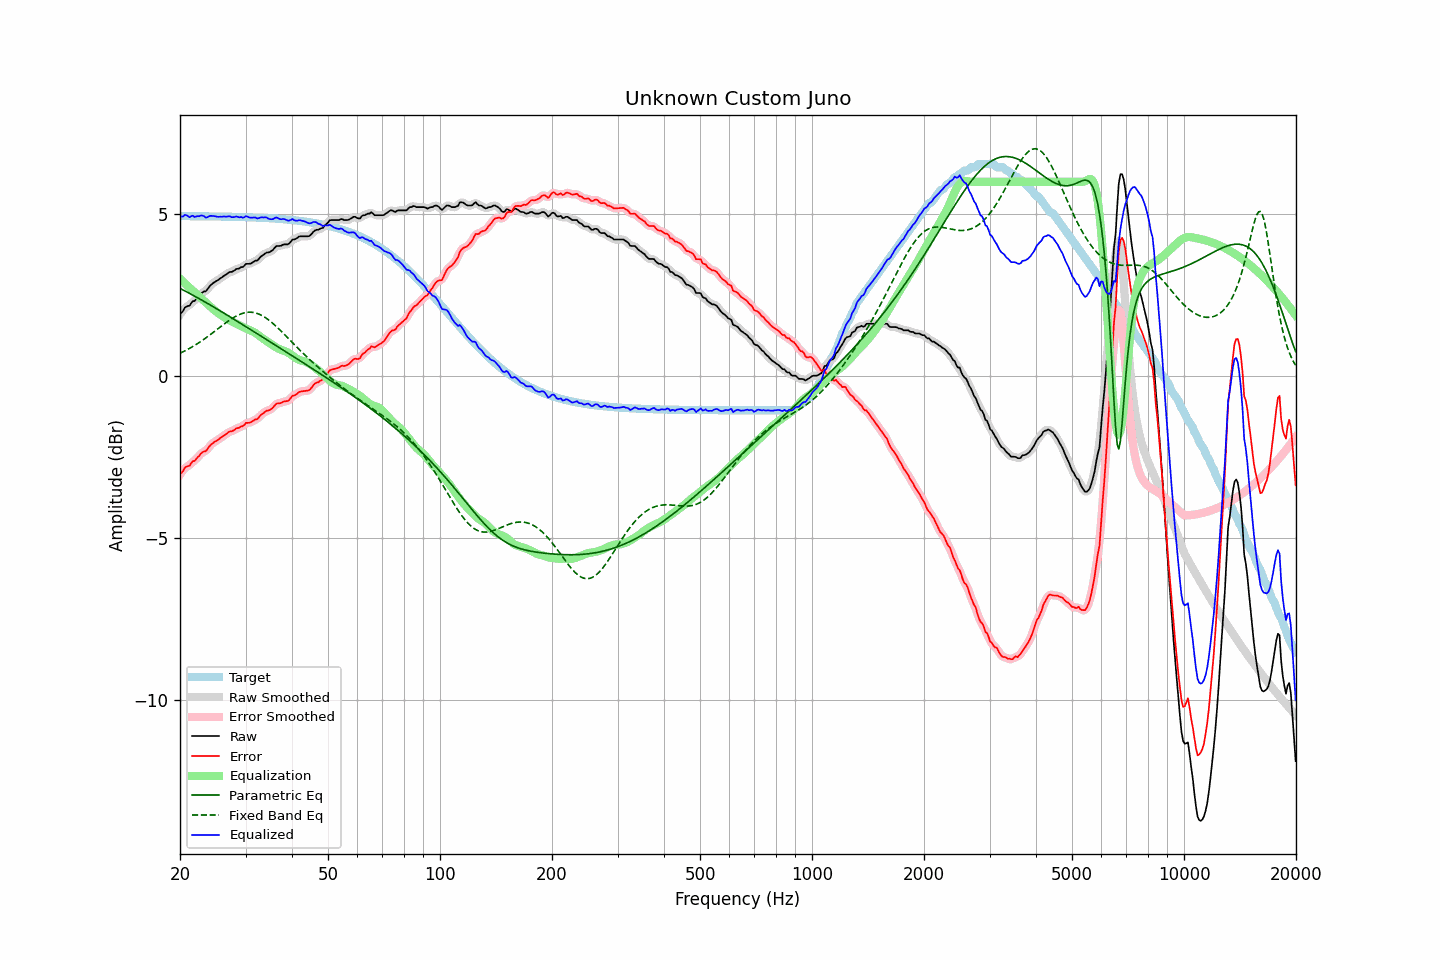 Unknown Custom Juno
Amplitude (dBr)
5
0
−5
−10
Target
Raw Smoothed
Error Smoothed
Raw
Error
Equalization
Parametric Eq
Fixed Band Eq
Equalized
20 50 100 200 500 1000 2000 5000 10000 20000
Frequency (Hz)